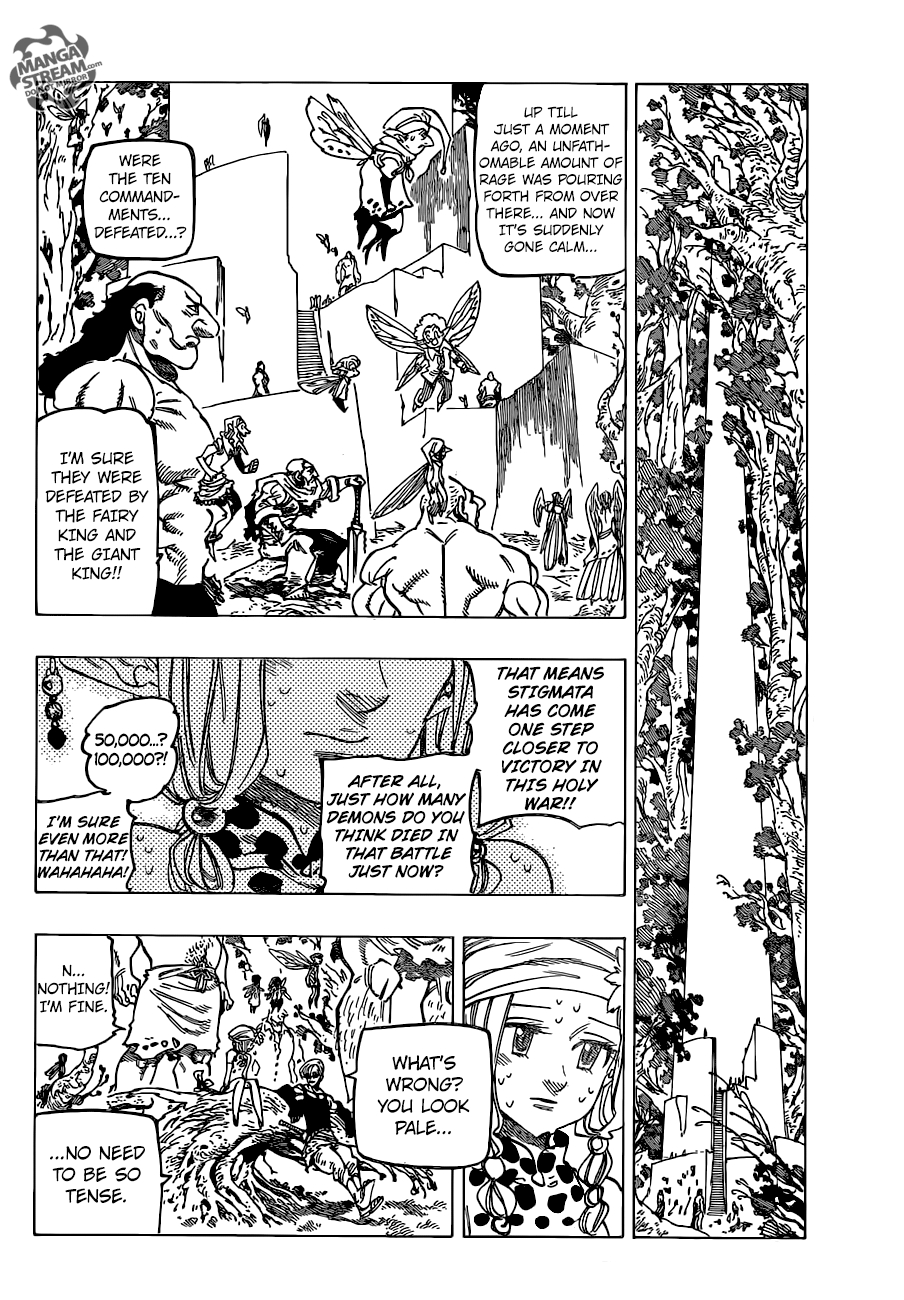 MANGA
STREAM.com
DO NOT MIRROR
UP TILL
JUST A MOMENT
AGO, AN UNFATH-
OMABLE AMOUNT OF
RAGE WAS POURING
FORTH FROM OVER
THERE... AND NOW
IT'S SUDDENLY
GONE CALM...
WERE
THE TEN
COMMAND-
MENTS...
DEFEATED...?
I'M SURE
THEY WERE
DEFEATED BY
THE FAIRY
KING AND
THE GIANT
KING!!
THAT MEANS
STIGMATA
HAS COME
ONE STEP
CLOSER TO
VICTORY IN
THIS HOLY
WAR!!
AFTER ALL,
JUST HOW MANY
DEMONS DO YOU
THINK DIED IN
THAT BATTLE
JUST NOW?
50,000...?
100,000?!
I'M SURE
EVEN MORE
THAN THAT!
WAHAHAHA!
WHAT'S
WRONG?
YOU LOOK
PALE...
N...
NOTHING!
I'M FINE.
...NO NEED
TO BE SO
TENSE.